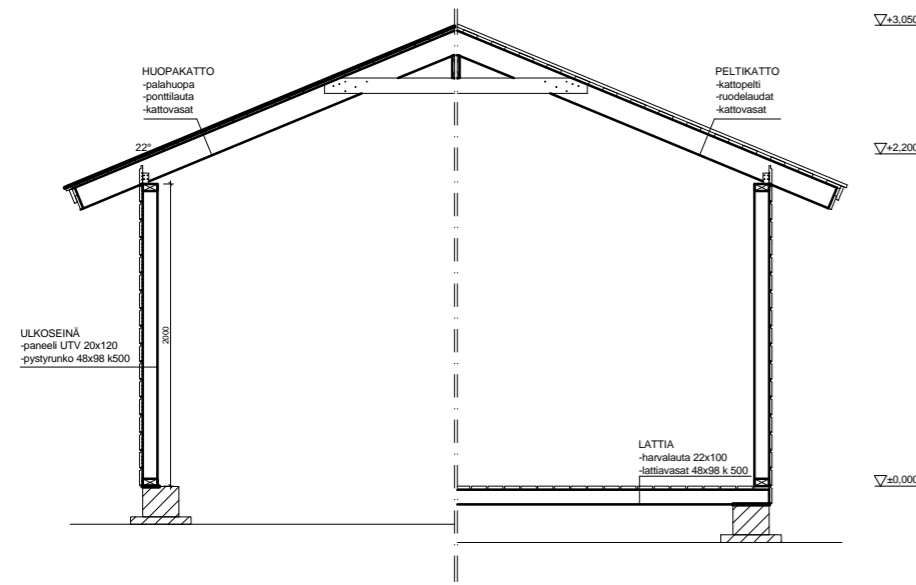 +3,050
HUOPAKATTO
-palahuopa
-ponttilauta
-kattovasat
PELTIKATTO
-kattopelti
-ruodelaudat
-kattovasat
22°
+2,200
2000
ULKOSEINÄ
-paneeli UTV 20x120
-pystyrunko 48x98 k500
LATTIA
-harvalauta 22x100
-lattiavasat 48x98 k 500
±0,000